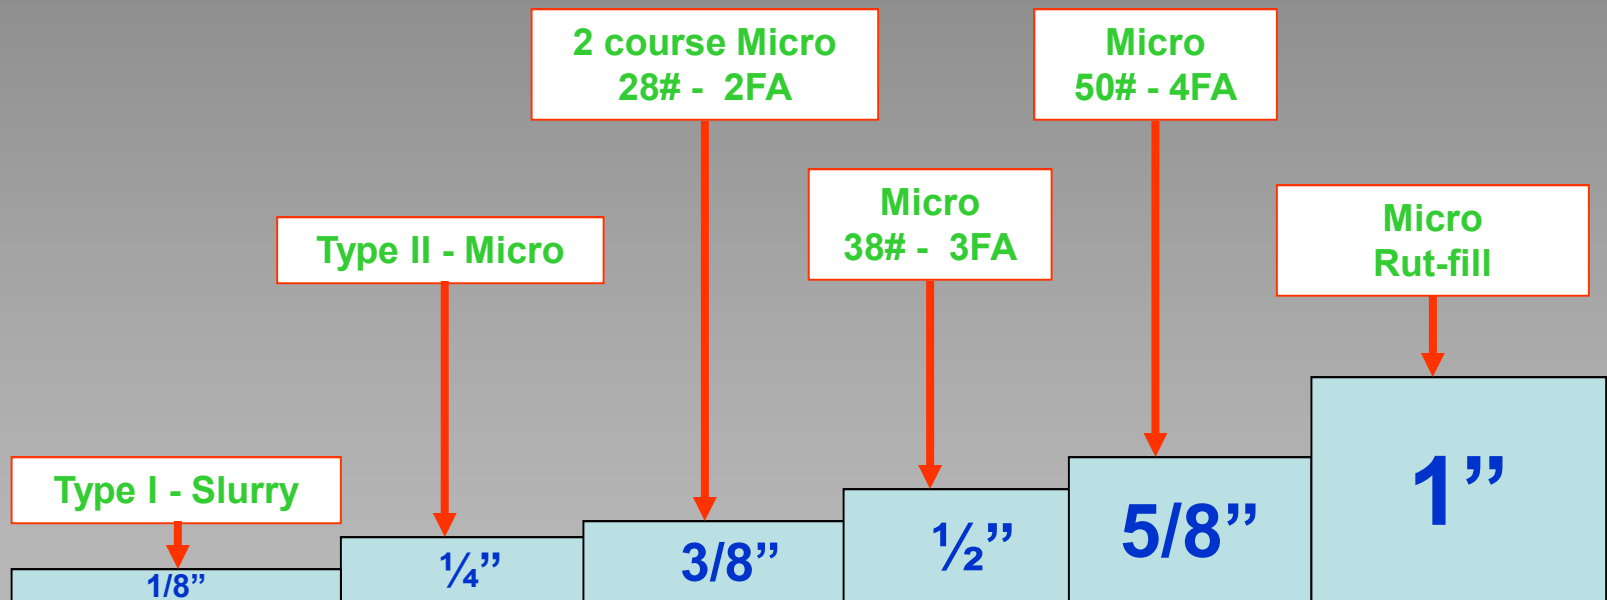 2 course Micro
28# - 2FA
Micro
50# - 4FA
Micro
38# - 3FA
Micro
Rut-fill
Type II - Micro
Type I - Slurry
1/8”
¼”
3/8”
½”
5/8”
1”